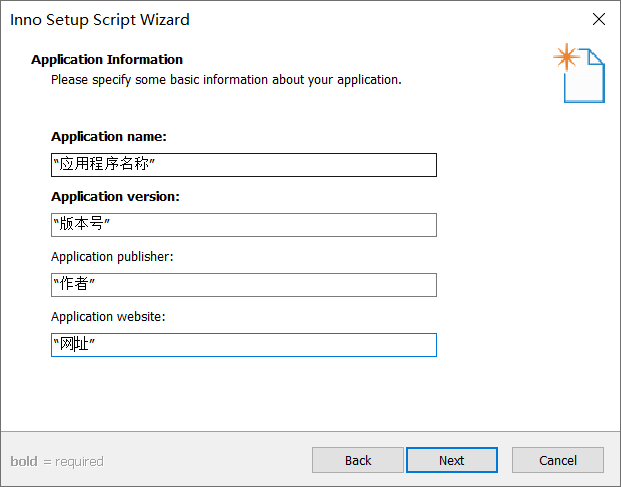 Inno Setup Script Wizard
Application Information
Please specify some basic information about your application.
Application name:
“应用程序名称”
Application version:
“版本号”
Application publisher:
“作者”
Application website:
“网址”
bold = required
Back
Next
Cancel